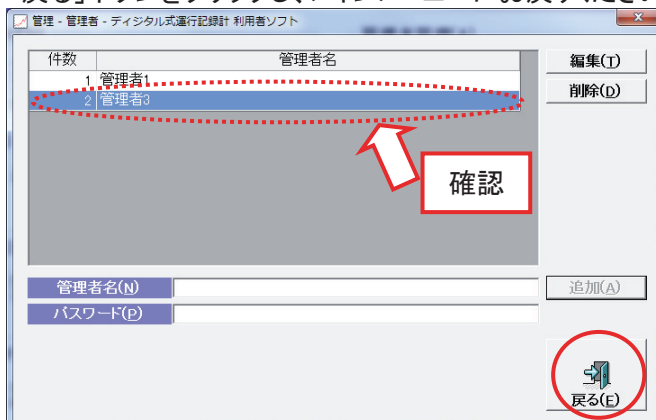 管理 - 管理者 - ディジタル式運行記録計 利用者ソフト
件数 管理者名
1 管理者1
2 管理者3
編集(T)
削除(D)
確認
管理者名(N)
追加(A)
パスワード(P)
戻る(E)